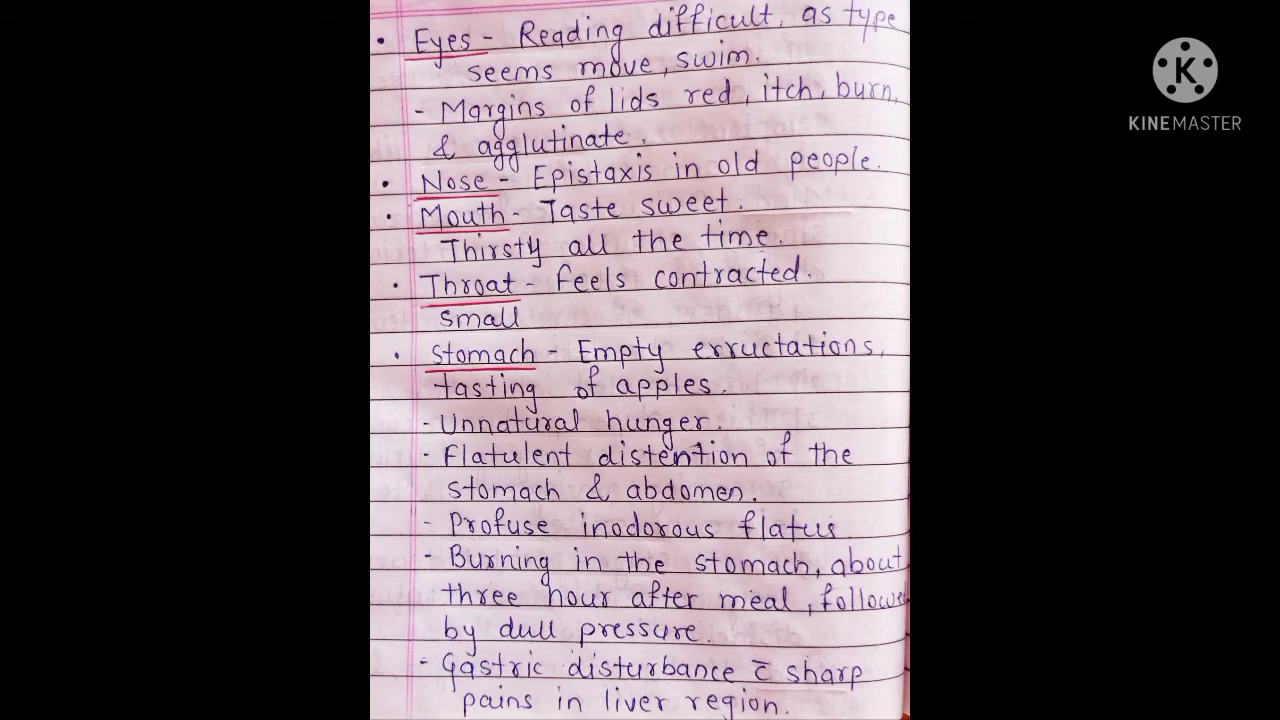 • Eyes - Reading difficult, as type
seems move, swim.
- Margins of lids red, itch, burn,
& agglutinate.
• Nose - Epistaxis in old people.
• Mouth - Taste sweet.
Thirsty all the time.
• Throat - feels contracted.
small
• Stomach - Empty erructations,
tasting of apples.
- Unnatural hunger.
- Flatulent distention of the
stomach & abdomen.
- Profuse inodorous flatus
- Burning in the stomach, about
three hour after meal, followe
by dull pressure.
- Gastric disturbance c̄ sharp
pains in liver region.
K
KINEMASTER